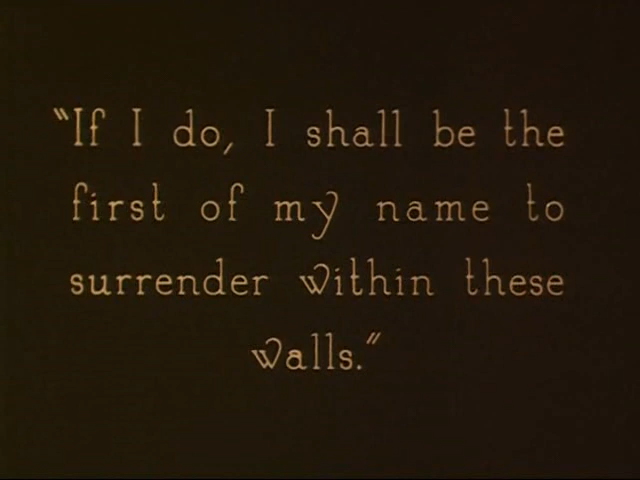 "If I do, I shall be the
first of my name to
surrender within these
walls."